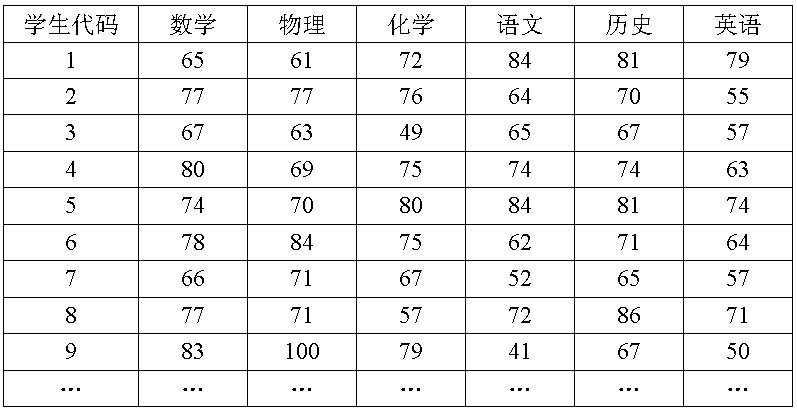 学生代码 数学 物理 化学 语文 历史 英语
1 65 61 72 84 81 79
2 77 77 76 64 70 55
3 67 63 49 65 67 57
4 80 69 75 74 74 63
5 74 70 80 84 81 74
6 78 84 75 62 71 64
7 66 71 67 52 65 57
8 77 71 57 72 86 71
9 83 100 79 41 67 50
… … … … … … …